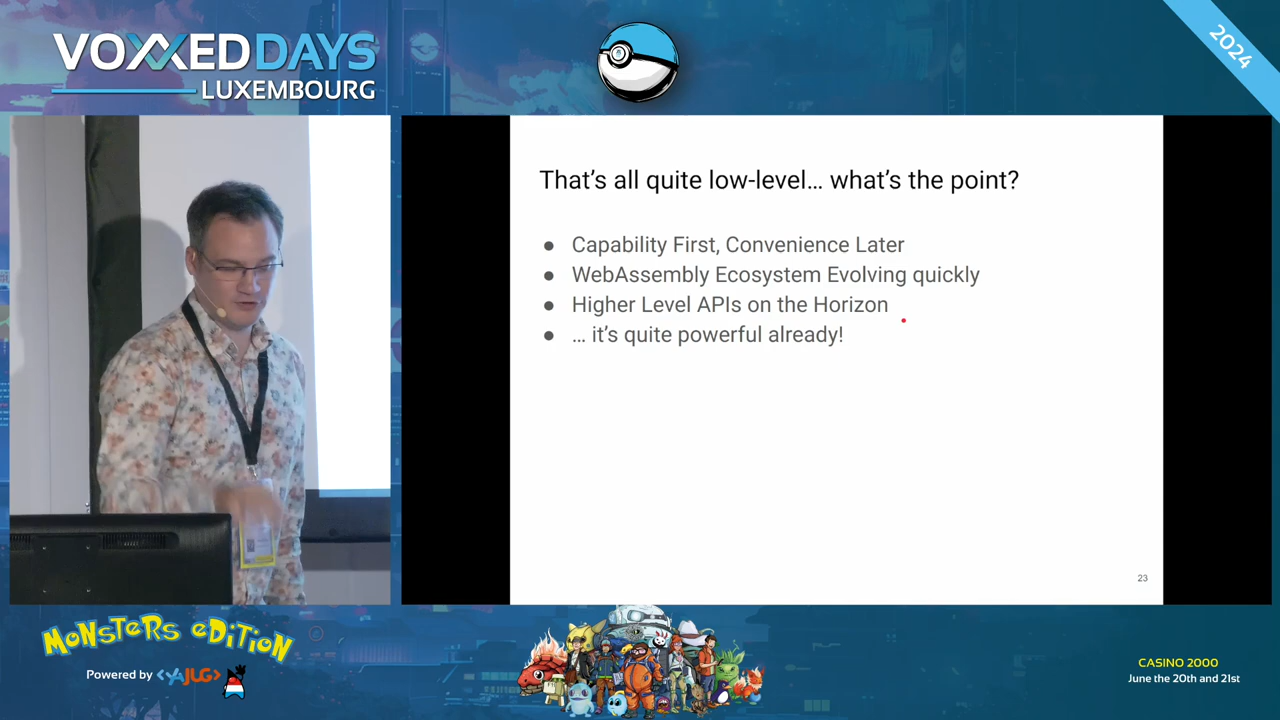 VOXXEDDAYS
LUXEMBOURG
2024
That's all quite low-level... what's the point?
● Capability First, Convenience Later
● WebAssembly Ecosystem Evolving quickly
● Higher Level APIs on the Horizon
● ... it's quite powerful already!
23
MONSTERS EDITION
Powered by <YAJUG>
CASINO 2000
June the 20th and 21st